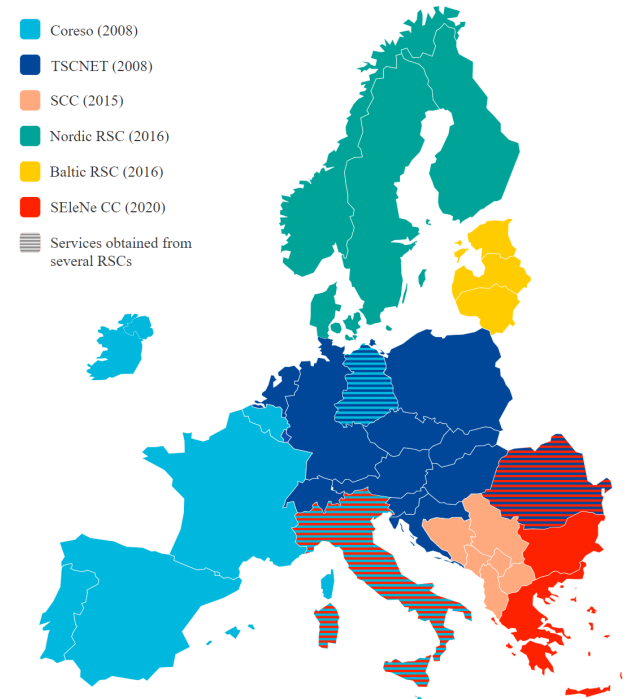 Coreso (2008)
TSCNET (2008)
SCC (2015)
Nordic RSC (2016)
Baltic RSC (2016)
SEleNe CC (2020)
Services obtained from
several RSCs